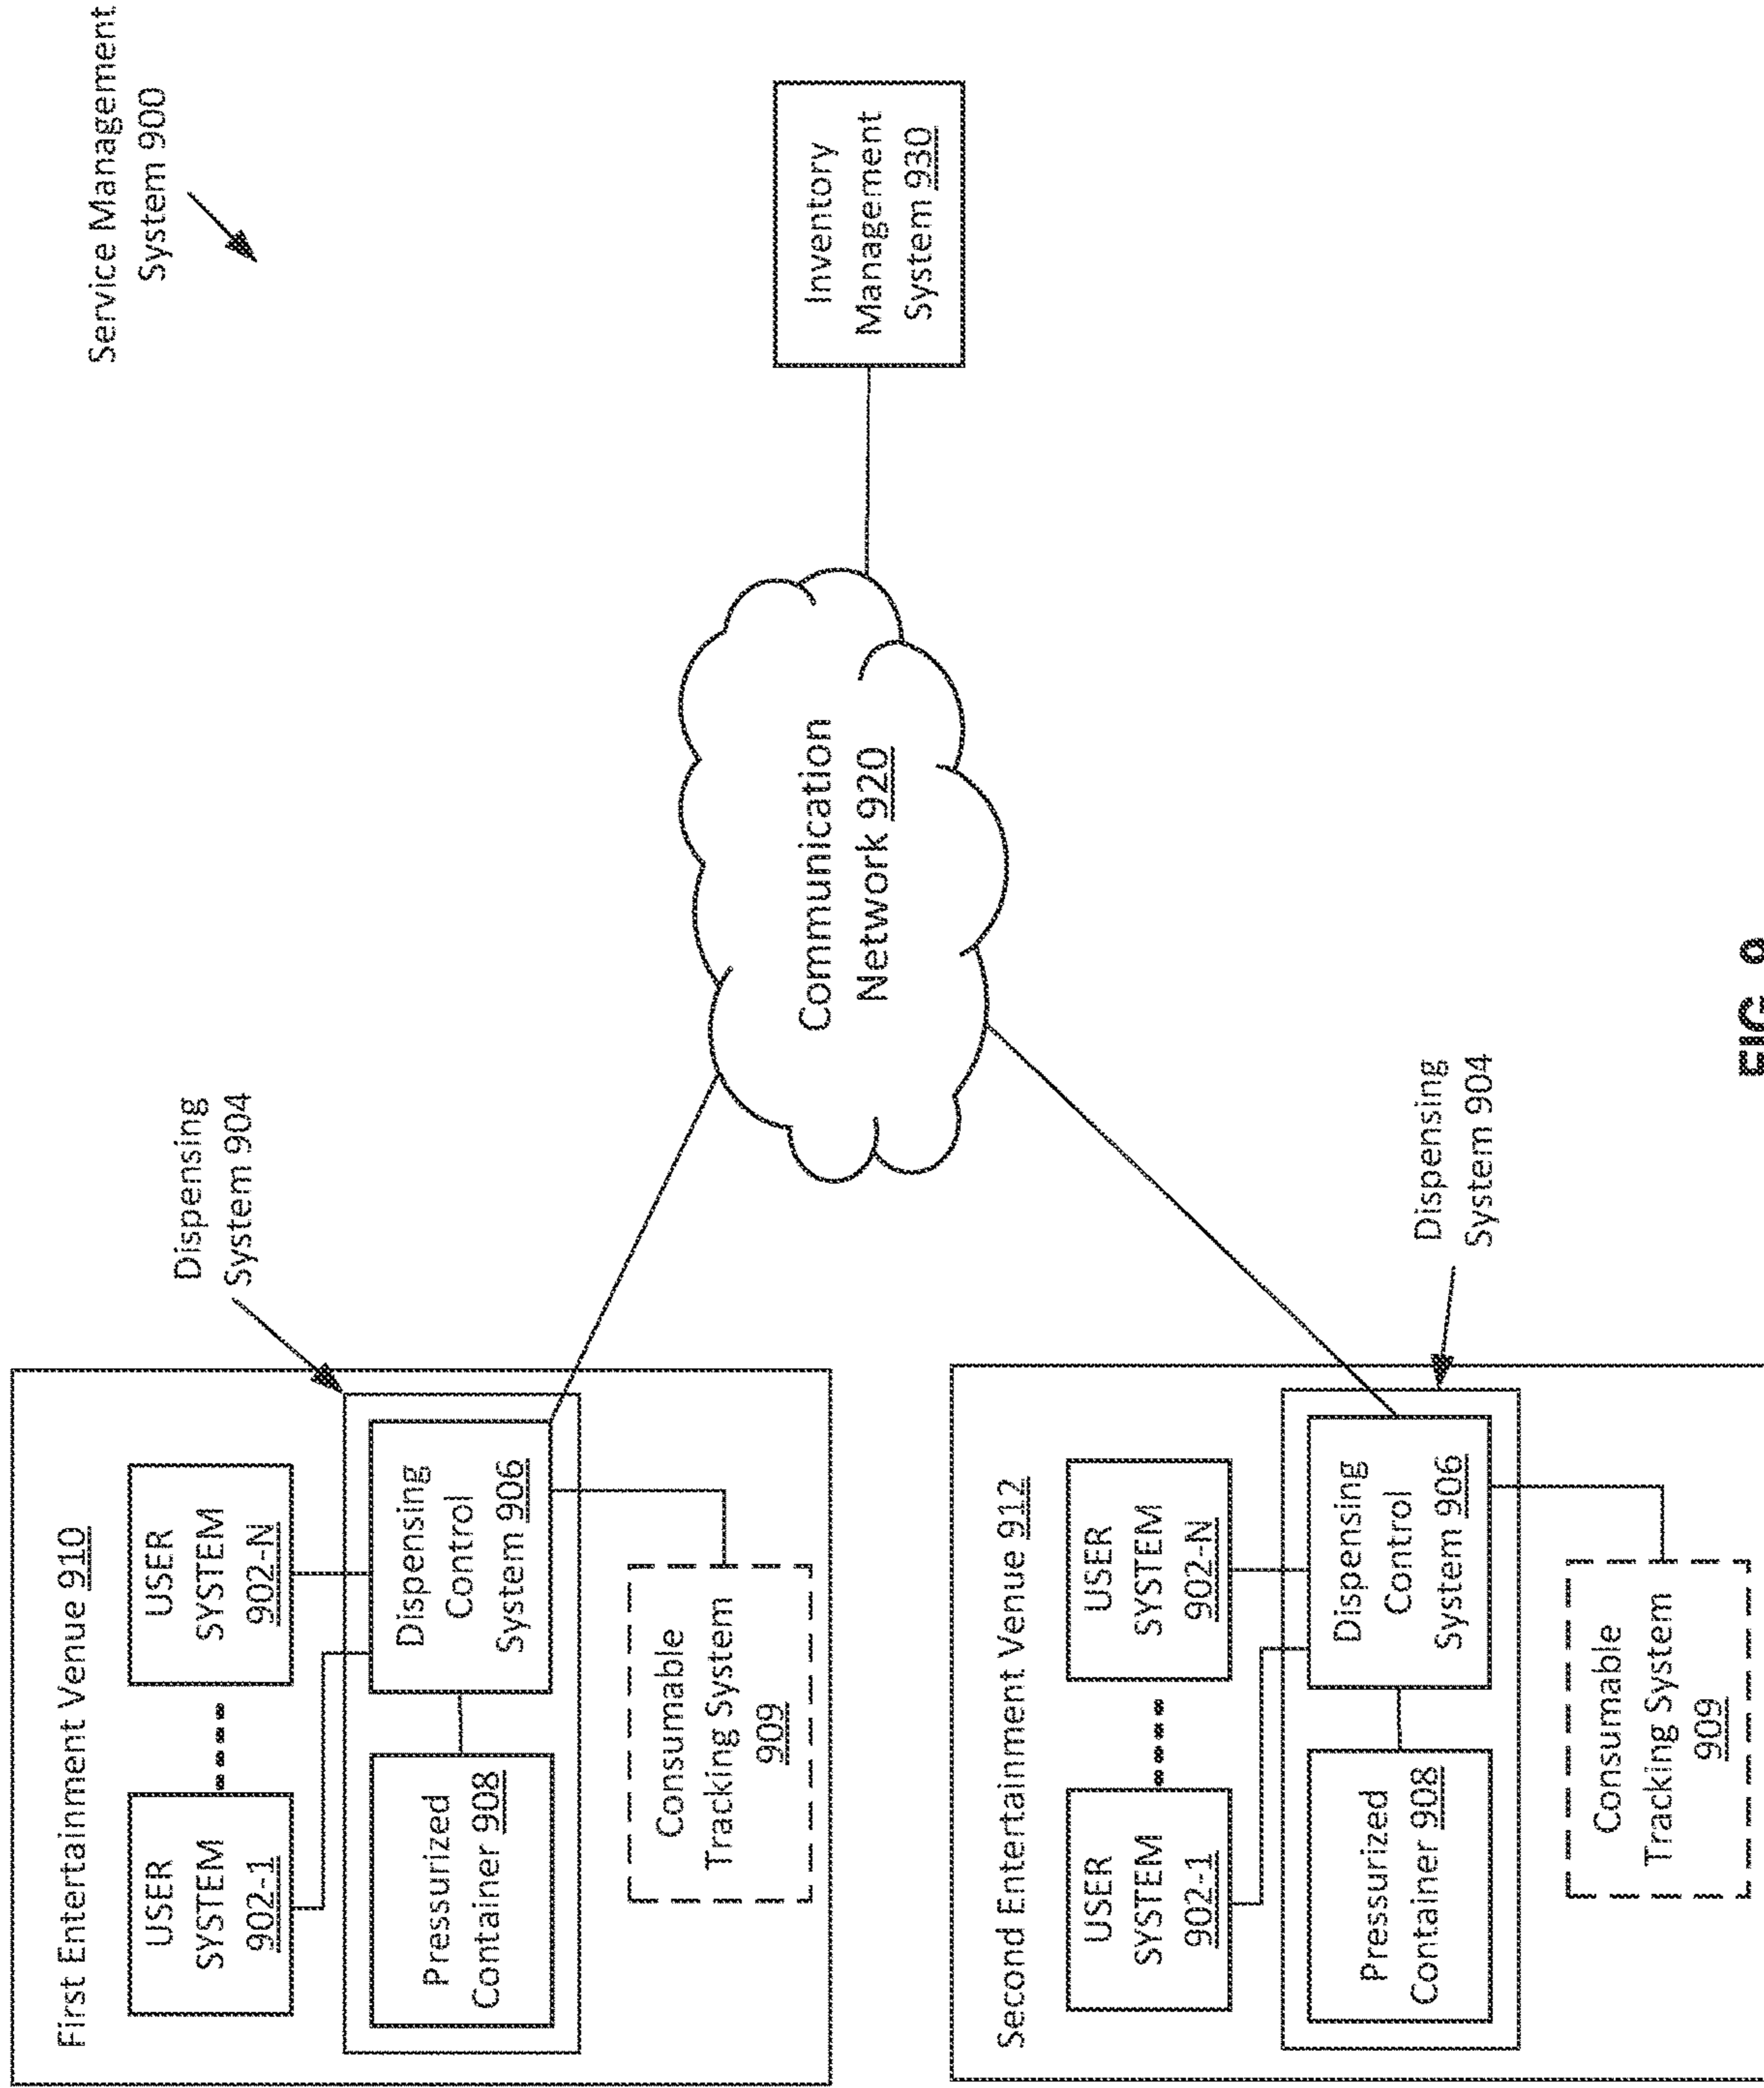 Service Management
System 900
First Entertainment Venue 910
USER
SYSTEM
902-1
USER
SYSTEM
902-N
Dispensing
System 904
Pressurized
Container 908
Dispensing
Control
System 906
Consumable
Tracking System
909
Communication
Network 920
Inventory
Management
System 930
Second Entertainment Venue 912
USER
SYSTEM
902-1
USER
SYSTEM
902-N
Dispensing
System 904
Pressurized
Container 908
Dispensing
Control
System 906
Consumable
Tracking System
909
FIG. 9